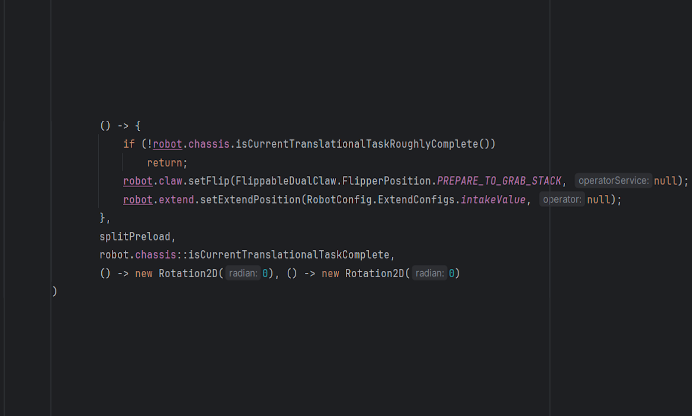 () -> {
if (!robot.chassis.isCurrentTranslationalTaskRoughlyComplete())
return;
robot.claw.setFlip(FlippableDualClaw.FlipperPosition.PREPARE_TO_GRAB_STACK, operatorService: null);
robot.extend.setExtendPosition(RobotConfig.ExtendConfigs.intakeValue, operator: null);
},
splitPreload,
robot.chassis::isCurrentTranslationalTaskComplete,
() -> new Rotation2D( radian: 0), () -> new Rotation2D( radian: 0)
)